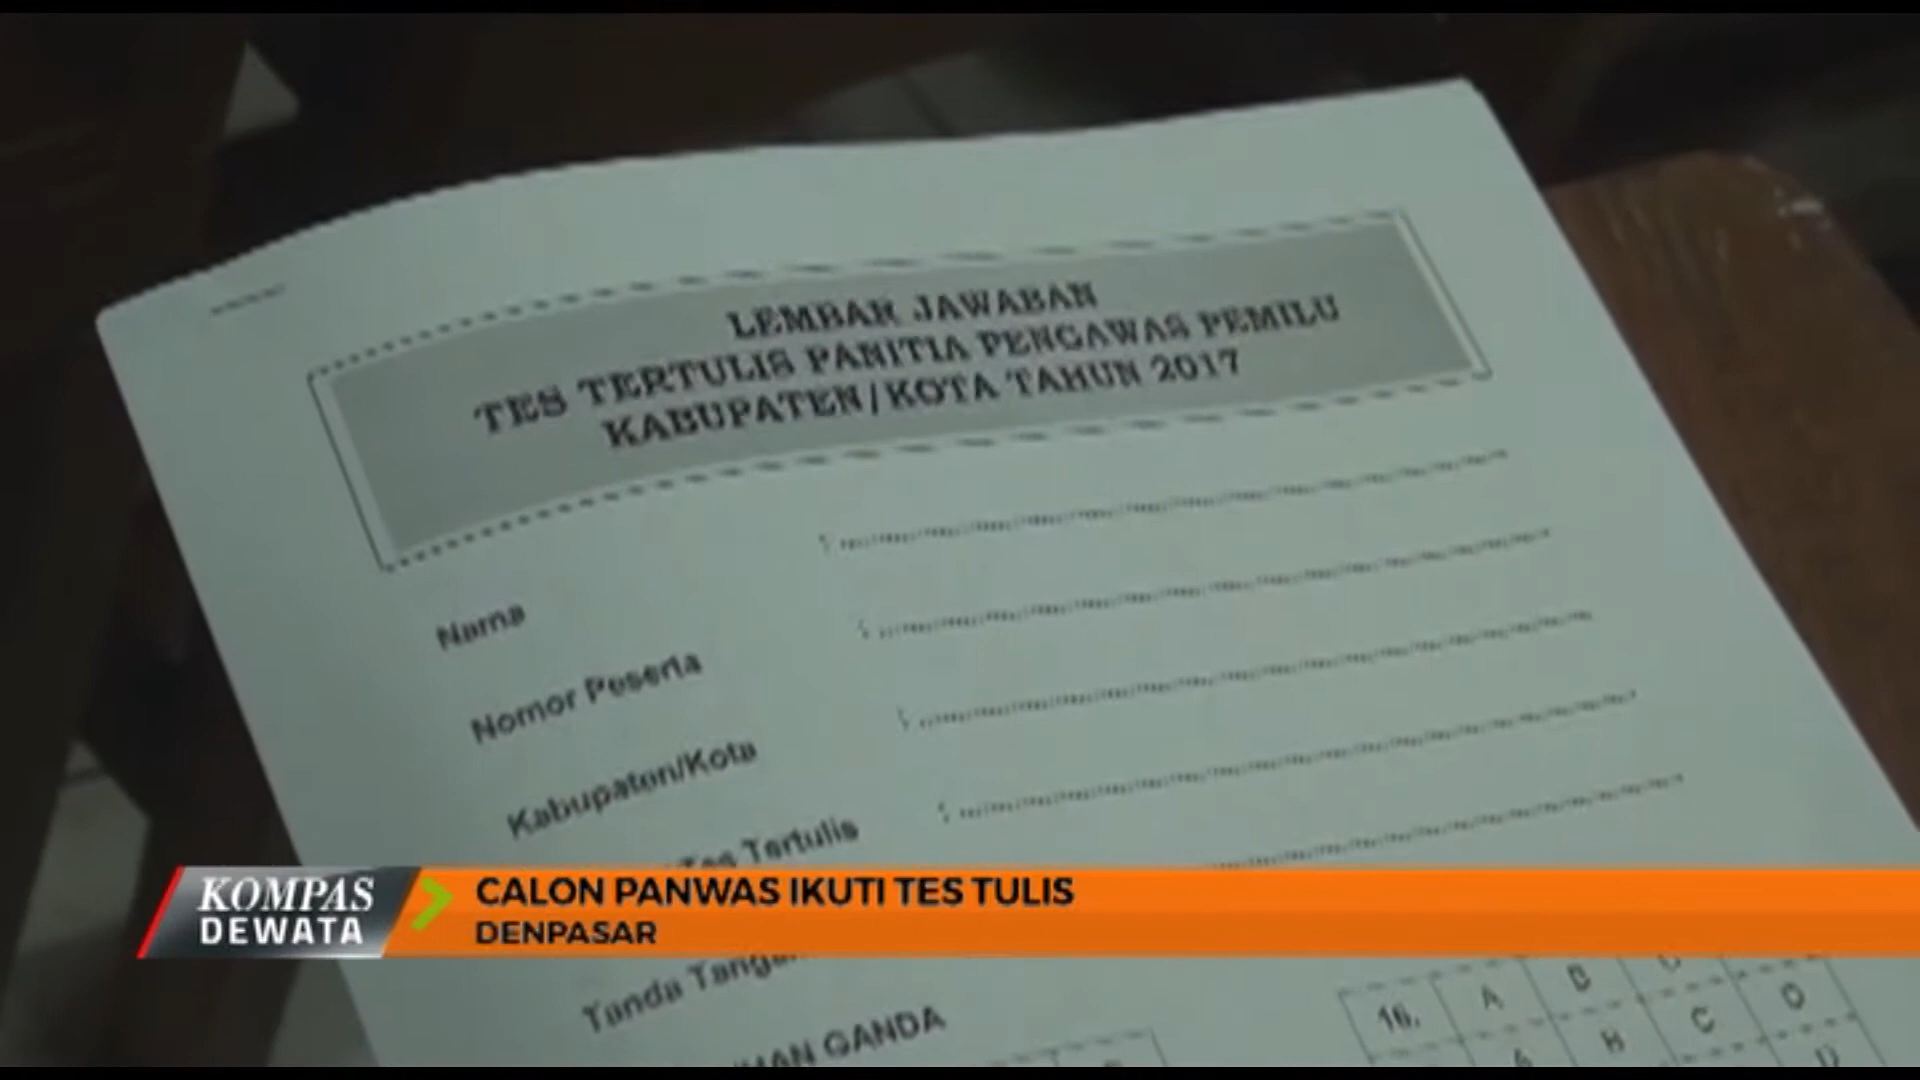 LEMBAR JAWABAN
TES TERTULIS PANITIA PENGAWAS PEMILU
KABUPATEN/KOTA TAHUN 2017
Nama :
Nomor Peserta :
Kabupaten/Kota :
Tes Tertulis :
KOMPAS
DEWATA
CALON PANWAS IKUTI TES TULIS
DENPASAR
Tanda
GANDA
16. A B C D
A B C D